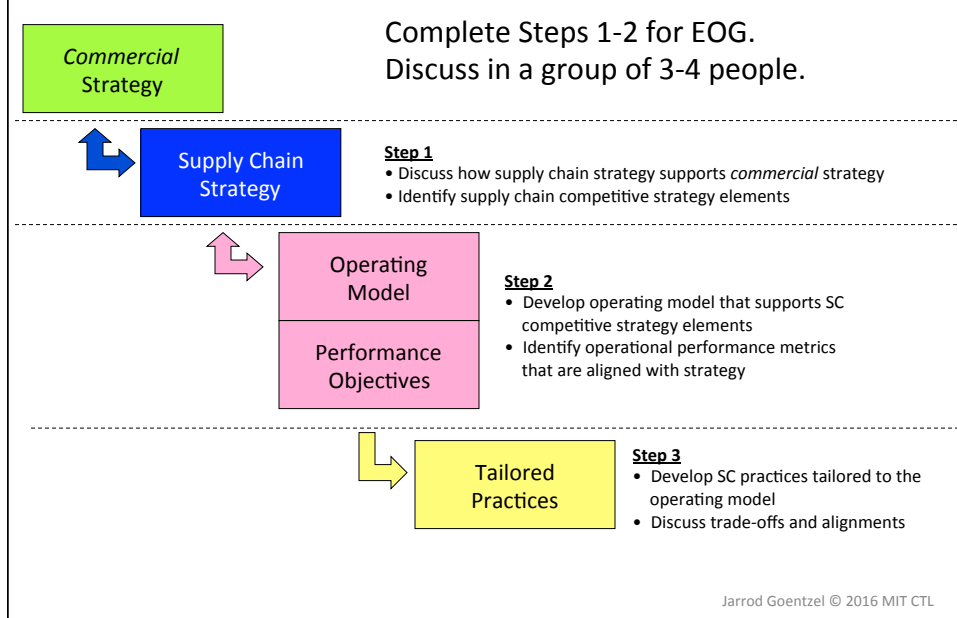 Complete Steps 1-2 for EOG.
Discuss in a group of 3-4 people.
Commercial
Strategy
Supply Chain
Strategy
Step 1
• Discuss how supply chain strategy supports commercial strategy
• Identify supply chain competitive strategy elements
Operating
Model
Performance
Objectives
Step 2
• Develop operating model that supports SC
competitive strategy elements
• Identify operational performance metrics
that are aligned with strategy
Tailored
Practices
Step 3
• Develop SC practices tailored to the
operating model
• Discuss trade-offs and alignments
Jarrod Goentzel © 2016 MIT CTL